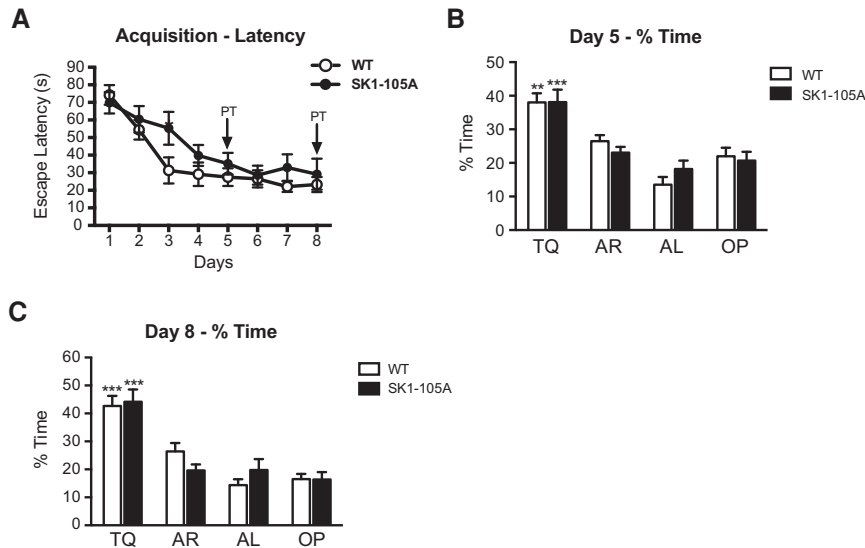 A
Acquisition - Latency
WT
SK1-105A
90
80
70
60
50
40
30
20
10
0
Escape Latency (s)
PT
PT
1 2 3 4 5 6 7 8
Days
B
Day 5 - % Time
WT
SK1-105A
50
40
30
20
10
0
% Time
** ***
TQ AR AL OP
C
Day 8 - % Time
WT
SK1-105A
60
50
40
30
20
10
0
% Time
*** ***
TQ AR AL OP